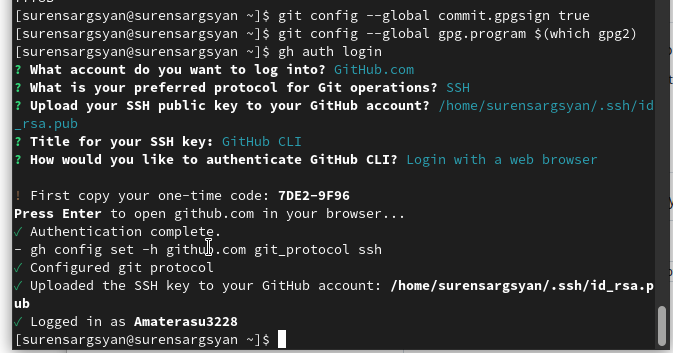 [surensargsyan@surensargsyan ~]$ git config --global commit.gpgsign true
[surensargsyan@surensargsyan ~]$ git config --global gpg.program $(which gpg2)
[surensargsyan@surensargsyan ~]$ gh auth login
? What account do you want to log into? GitHub.com
? What is your preferred protocol for Git operations? SSH
? Upload your SSH public key to your GitHub account? /home/surensargsyan/.ssh/id
_rsa.pub
? Title for your SSH key: GitHub CLI
? How would you like to authenticate GitHub CLI? Login with a web browser
! First copy your one-time code: 7DE2-9F96
Press Enter to open github.com in your browser...
✓ Authentication complete.
- gh config set -h github.com git_protocol ssh
✓ Configured git protocol
✓ Uploaded the SSH key to your GitHub account: /home/surensargsyan/.ssh/id_rsa.p
ub
✓ Logged in as Amaterasu3228
[surensargsyan@surensargsyan ~]$